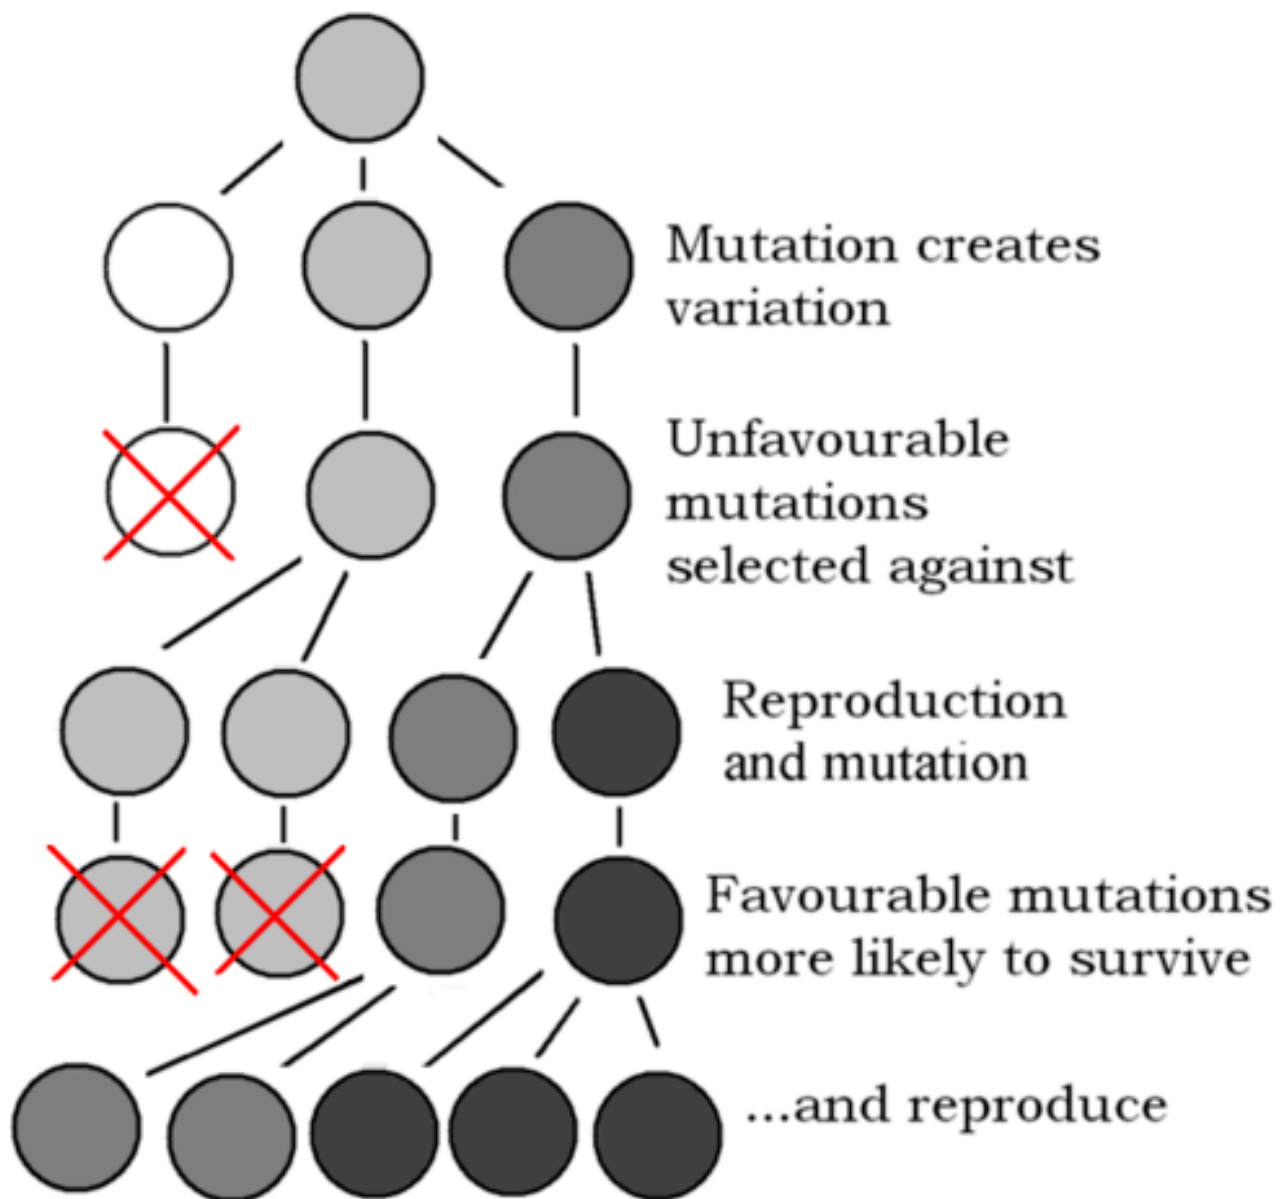 Mutation creates
variation
Unfavourable
mutations
selected against
Reproduction
and mutation
Favourable mutations
more likely to survive
...and reproduce